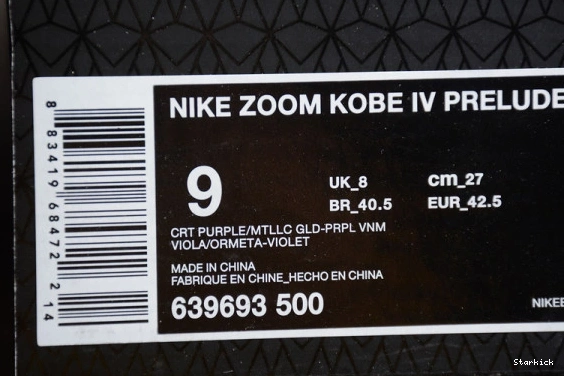 NIKE ZOOM KOBE IV PRELUDE
9
UK_8
cm_27
BR_40.5
EUR_42.5
CRT PURPLE/MTLLC GLD-PRPL VNM
VIOLA/ORMETA-VIOLET
MADE IN CHINA
FABRIQUE EN CHINE_HECHO EN CHINA
639693 500
8 83419 68472 2 14
Starkick